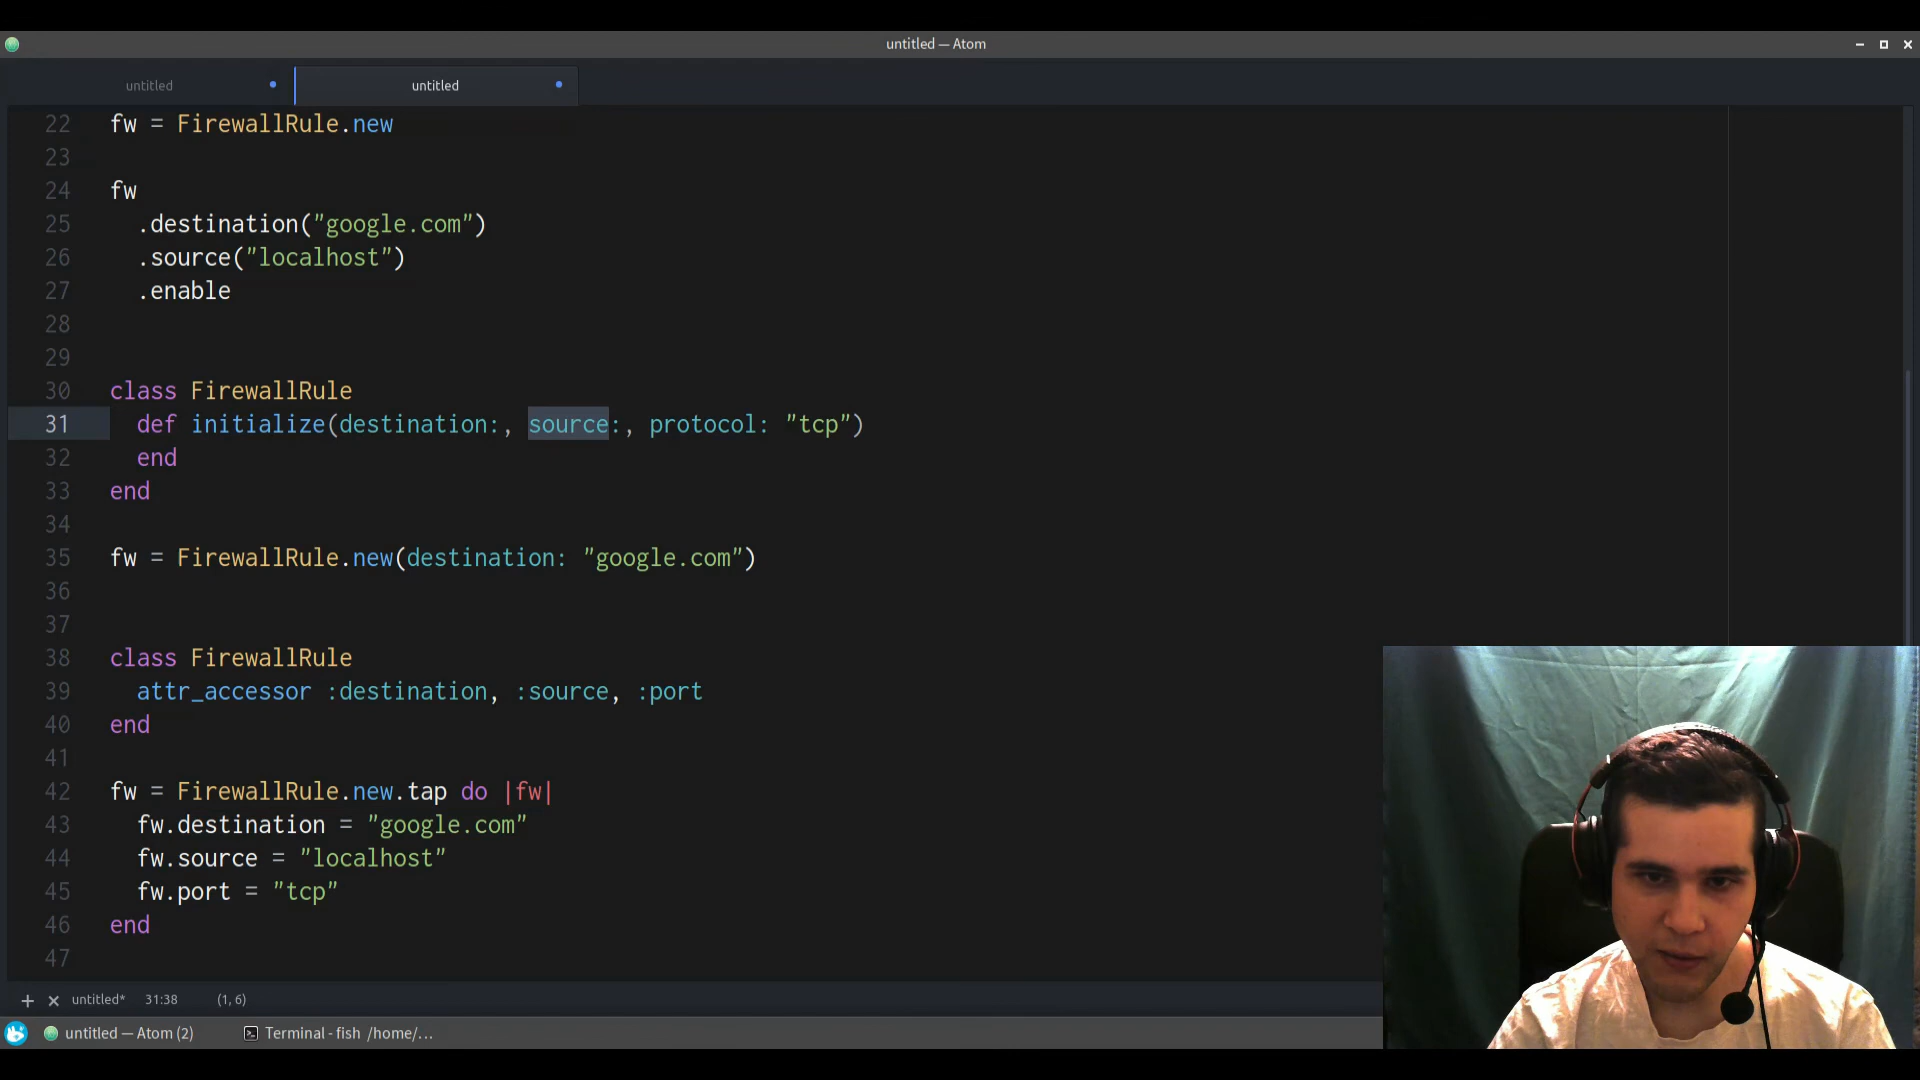 untitled — Atom
untitled
untitled
22 fw = FirewallRule.new
23
24 fw
25   .destination("google.com")
26   .source("localhost")
27   .enable
28
29
30 class FirewallRule
31   def initialize(destination:, source:, protocol: "tcp")
32   end
33 end
34
35 fw = FirewallRule.new(destination: "google.com")
36
37
38 class FirewallRule
39   attr_accessor :destination, :source, :port
40 end
41
42 fw = FirewallRule.new.tap do |fw|
43   fw.destination = "google.com"
44   fw.source = "localhost"
45   fw.port = "tcp"
46 end
47
untitled* 31:38 (1, 6)
untitled — Atom (2) Terminal - fish /home/...